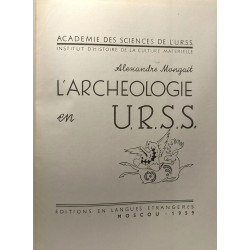 ACADEMIE DES SCIENCES DE L'U.R.S.S.
INSTITUT D'HISTOIRE DE LA CULTURE MATERIELLE
Alexandre Mongait
L'ARCHEOLOGIE
en U.R.S.S.
EDITIONS EN LANGUES ETRANGERES
MOSCOU - 1959